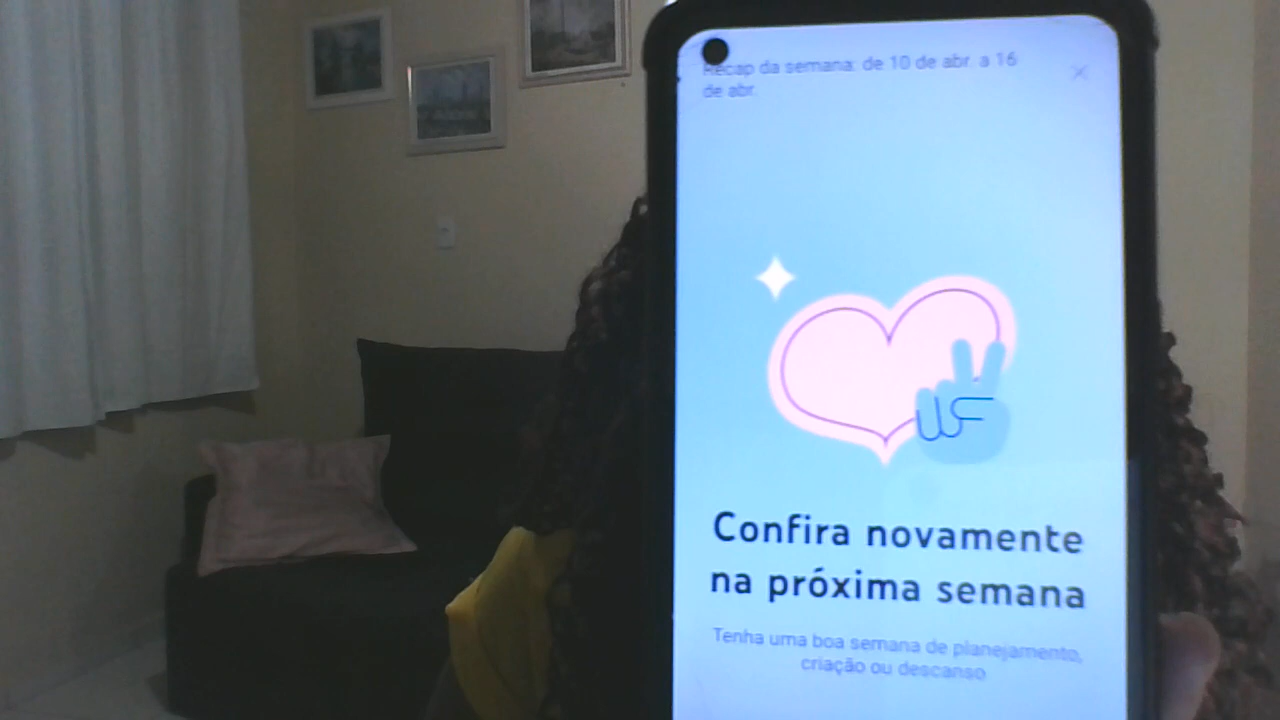 Recap da semana: de 10 de abr. a 16
de abr.
Confira novamente
na próxima semana
Tenha uma boa semana de planejamento,
criação ou descanso